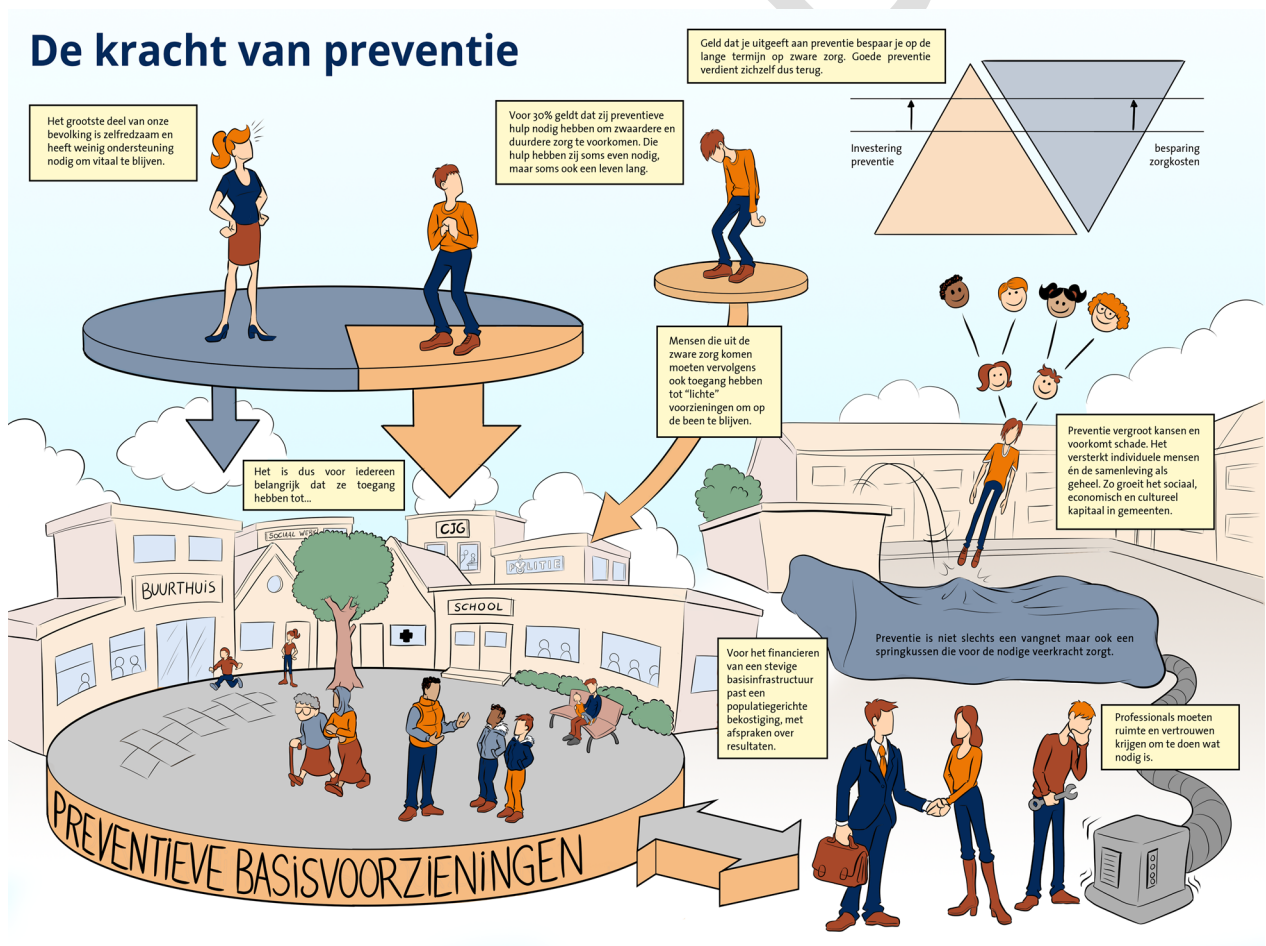 De kracht van preventie
Geld dat je uitgeeft aan preventie bespaar je op de
lange termijn op zware zorg. Goede preventie
verdient zichzelf dus terug.
Het grootste deel van onze
bevolking is zelfredzaam en
heeft weinig ondersteuning
nodig om vitaal te blijven.
Voor 30% geldt dat zij preventieve
hulp nodig hebben om zwaardere en
duurdere zorg te voorkomen. Die
hulp hebben zij soms even nodig,
maar soms ook een leven lang.
Investering
preventie
besparing
zorgkosten
Mensen die uit de
zware zorg komen
moeten vervolgens
ook toegang hebben
tot “lichte”
voorzieningen om op
de been te blijven.
Preventie vergroot kansen en
voorkomt schade. Het
versterkt individuele mensen
én de samenleving als
geheel. Zo groeit het sociaal,
economisch en cultureel
kapitaal in gemeenten.
Het is dus voor iedereen
belangrijk dat ze toegang
hebben tot...
SOCIAAL WERK
CJG
POLITIE
BUURTHUIS
SCHOOL
Preventie is niet slechts een vangnet maar ook een
springkussen die voor de nodige veerkracht zorgt.
Voor het financieren
van een stevige
basisinfrastructuur
past een
populatiegerichte
bekostiging, met
afspraken over
resultaten.
Professionals moeten
ruimte en vertrouwen
krijgen om te doen wat
nodig is.
PREVENTIEVE BASISVOORZIENINGEN